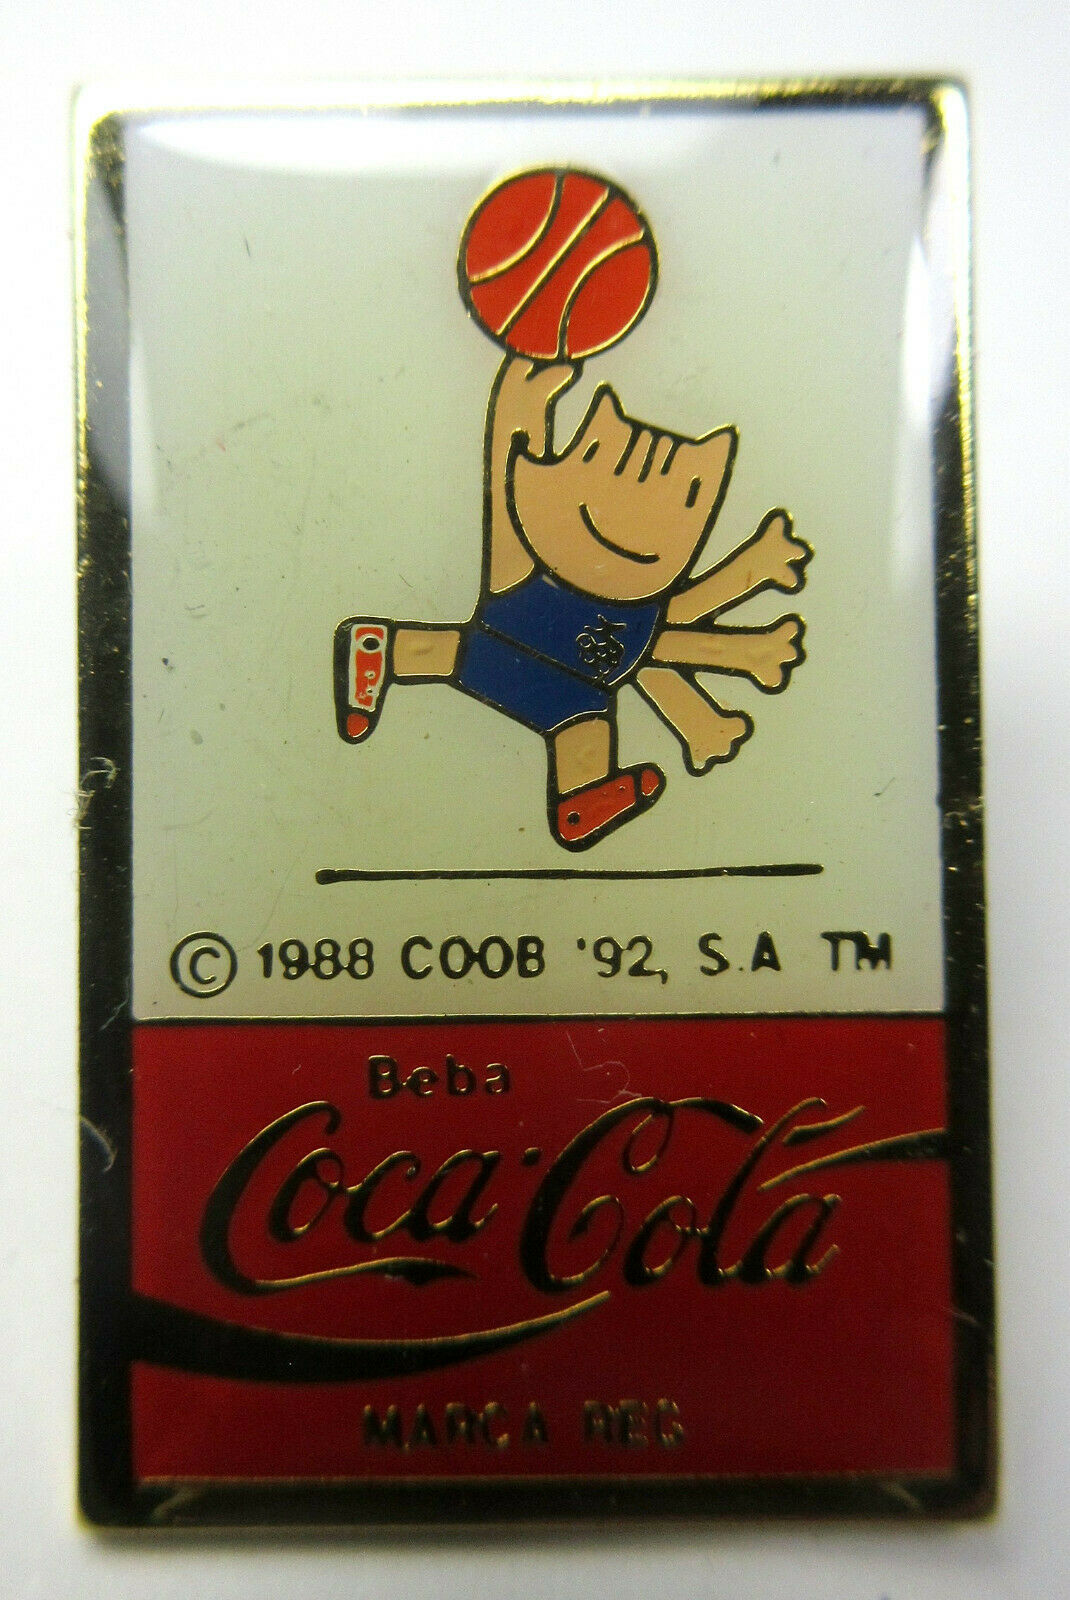 © 1988 COOB '92, S.A TM
Beba
Coca-Cola
MARCA REG